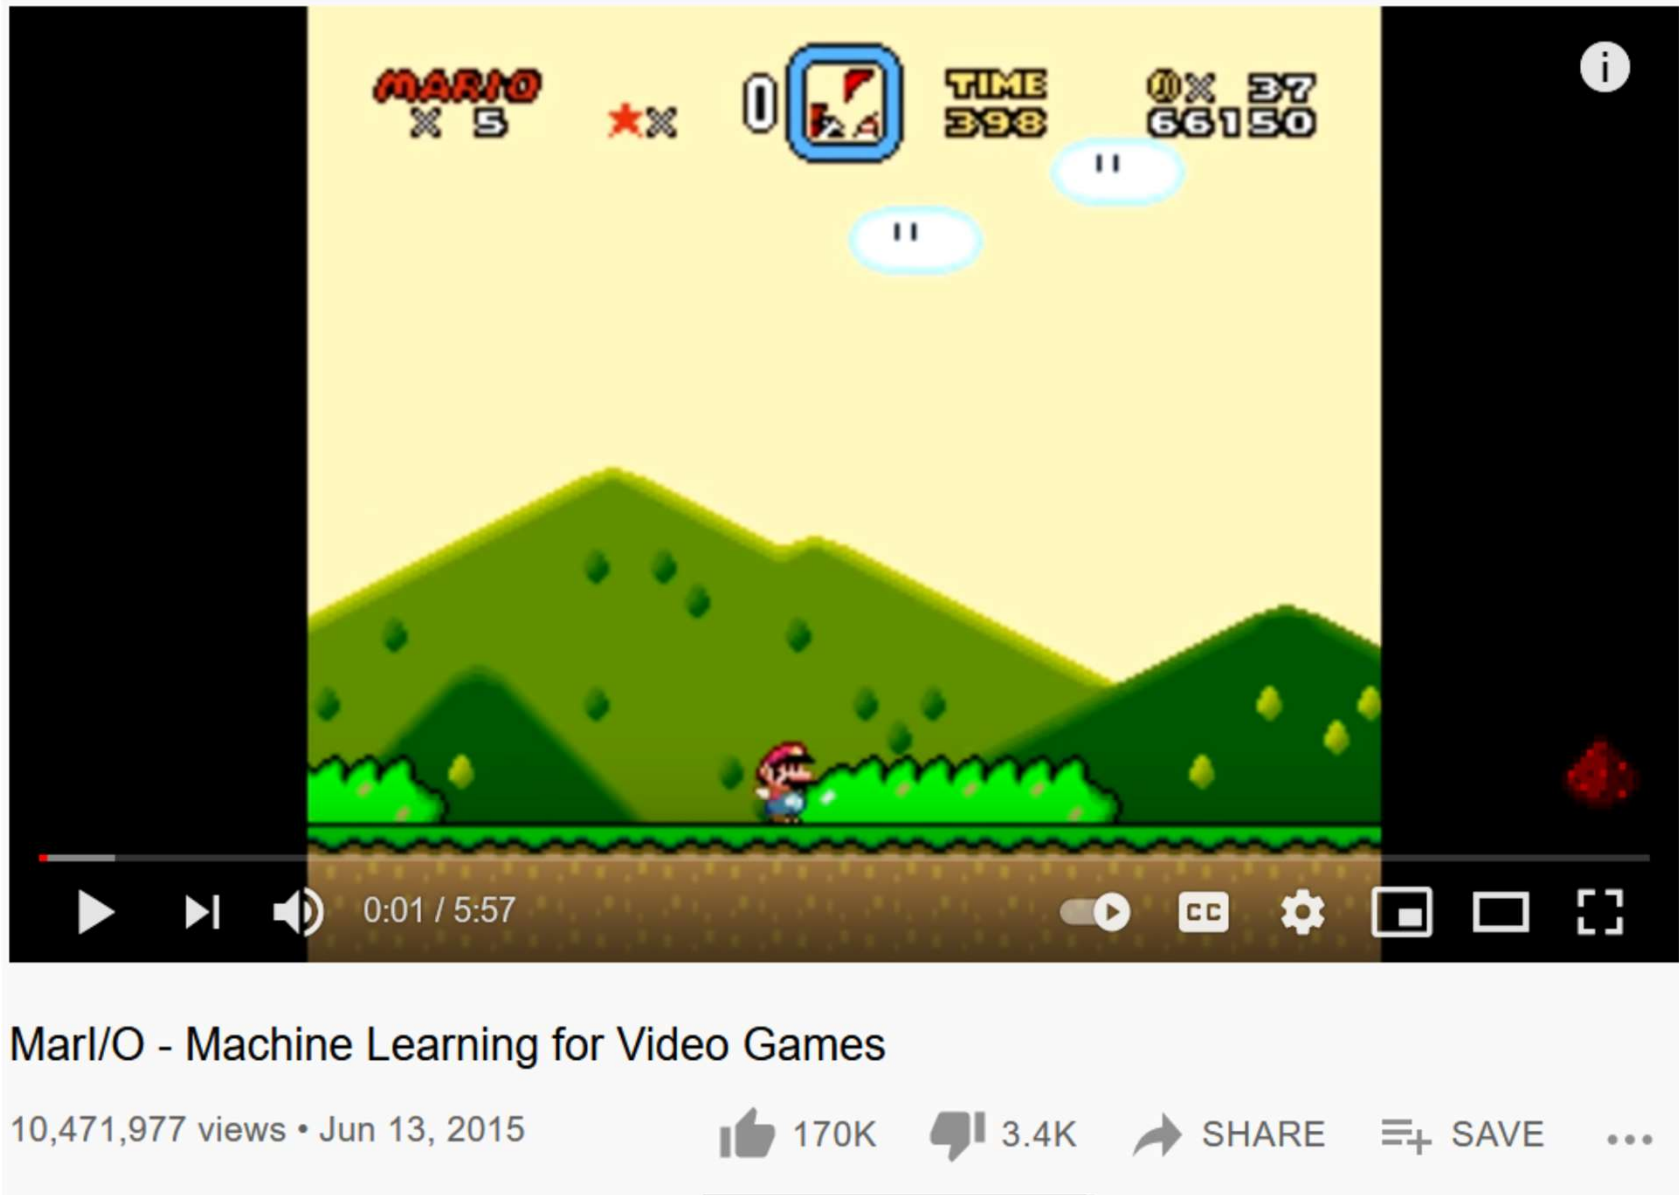 MARIO
x 5
★x 0
TIME
398
x 37
66150
i
0:01 / 5:57
CC
MarI/O - Machine Learning for Video Games
10,471,977 views • Jun 13, 2015
170K
3.4K
SHARE
SAVE